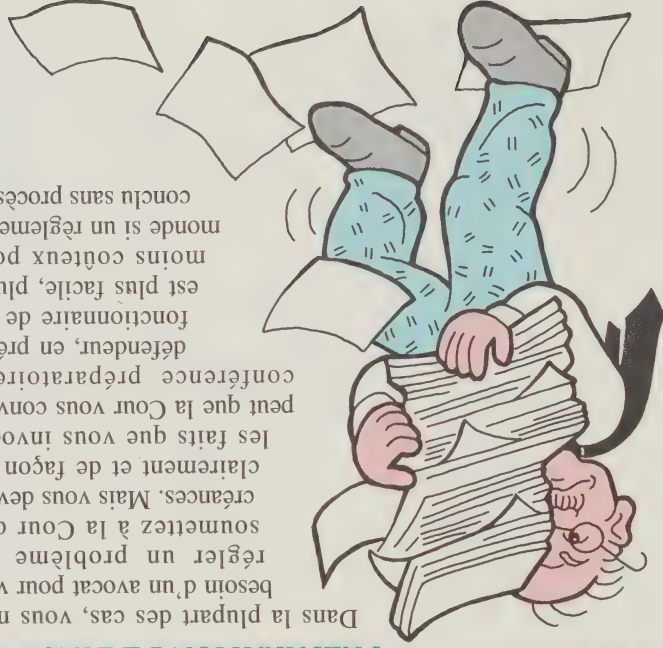 Dans la plupart des cas, vous n
besoin d'un avocat pour v
régler un problème
soumettez à la Cour d
créances. Mais vous dev
clairement et de façon
les faits que vous invo
peut que la Cour vous conv
conférence préparatoire
défendeur, en pré
fonctionnaire de
est plus facile, plu
moins coûteux po
monde si un règleme
conclu sans procès